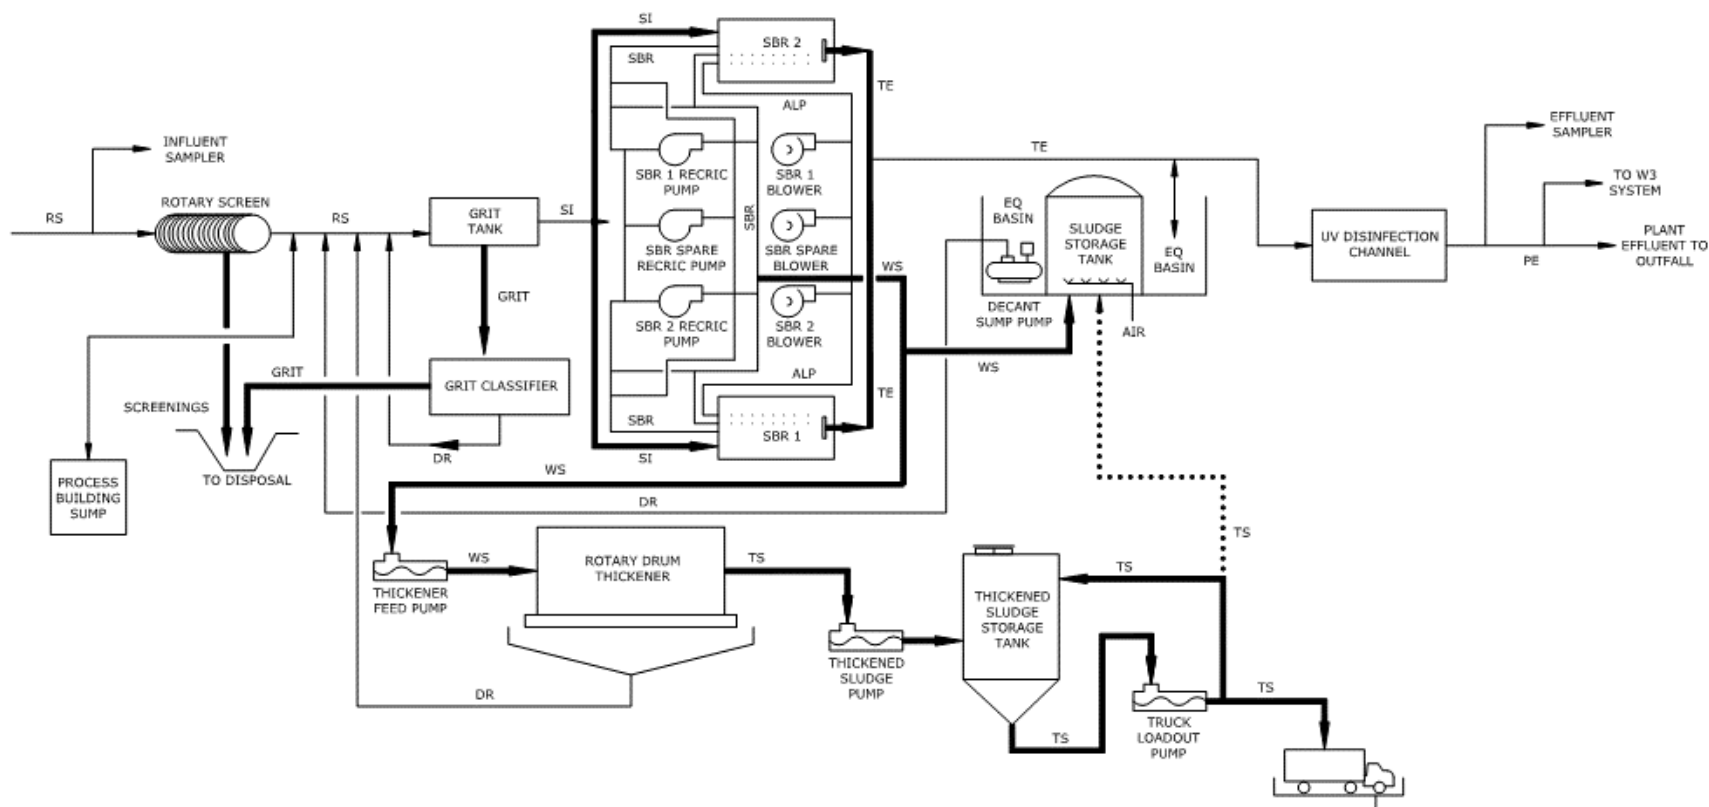 SI
SBR 2
SBR
TE
ALP
INFLUENT
SAMPLER
EFFLUENT
SAMPLER
TE
SBR 1 RECRIC
PUMP
SBR 1
BLOWER
TO W3
SYSTEM
ROTARY SCREEN
RS
RS
GRIT
TANK
SI
SBR
EQ
BASIN
SLUDGE
STORAGE
TANK
EQ
BASIN
UV DISINFECTION
CHANNEL
PE
PLANT
EFFLUENT TO
OUTFALL
SBR SPARE
RECRIC PUMP
SBR SPARE
BLOWER
WS
GRIT
DECANT
SUMP PUMP
AIR
SBR 2 RECRIC
PUMP
SBR 2
BLOWER
WS
GRIT
GRIT CLASSIFIER
ALP
TE
SCREENINGS
SBR
SBR 1
SI
DR
TO DISPOSAL
WS
PROCESS
BUILDING
SUMP
DR
TS
WS
ROTARY DRUM
THICKENER
TS
TS
THICKENER
FEED PUMP
THICKENED
SLUDGE
STORAGE
TANK
THICKENED
SLUDGE
PUMP
DR
TS
TRUCK
LOADOUT
PUMP
TS